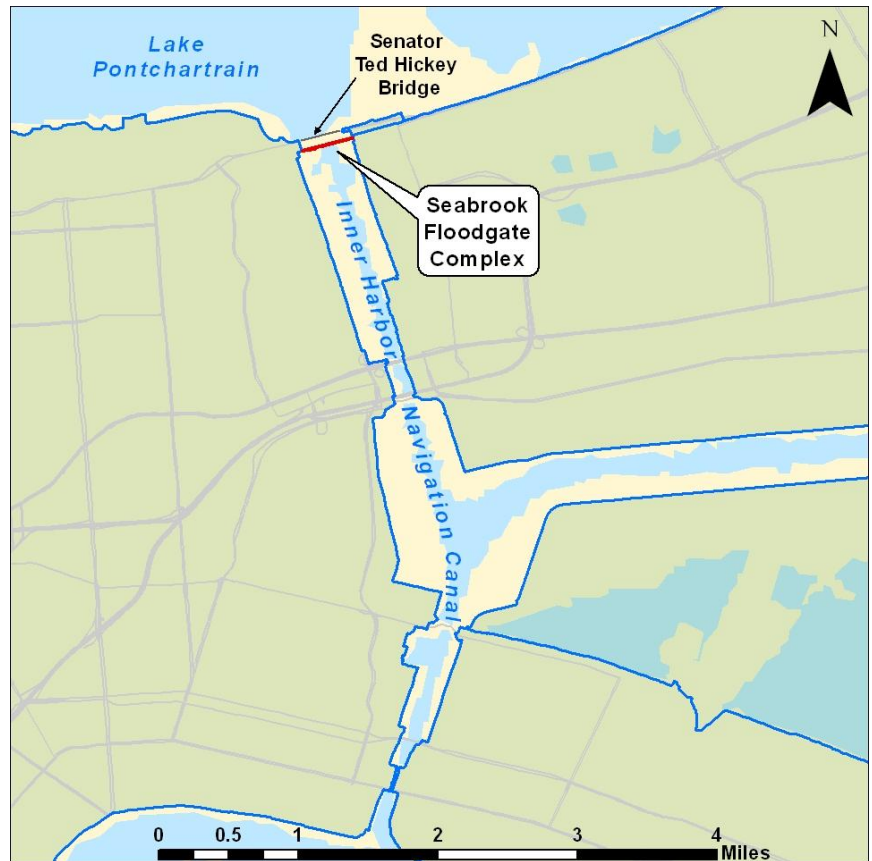 Lake
Pontchartrain
Senator
Ted Hickey
Bridge
N
Seabrook
Floodgate
Complex
Inner Harbor
Navigation Canal
0 0.5 1 2 3 4
Miles